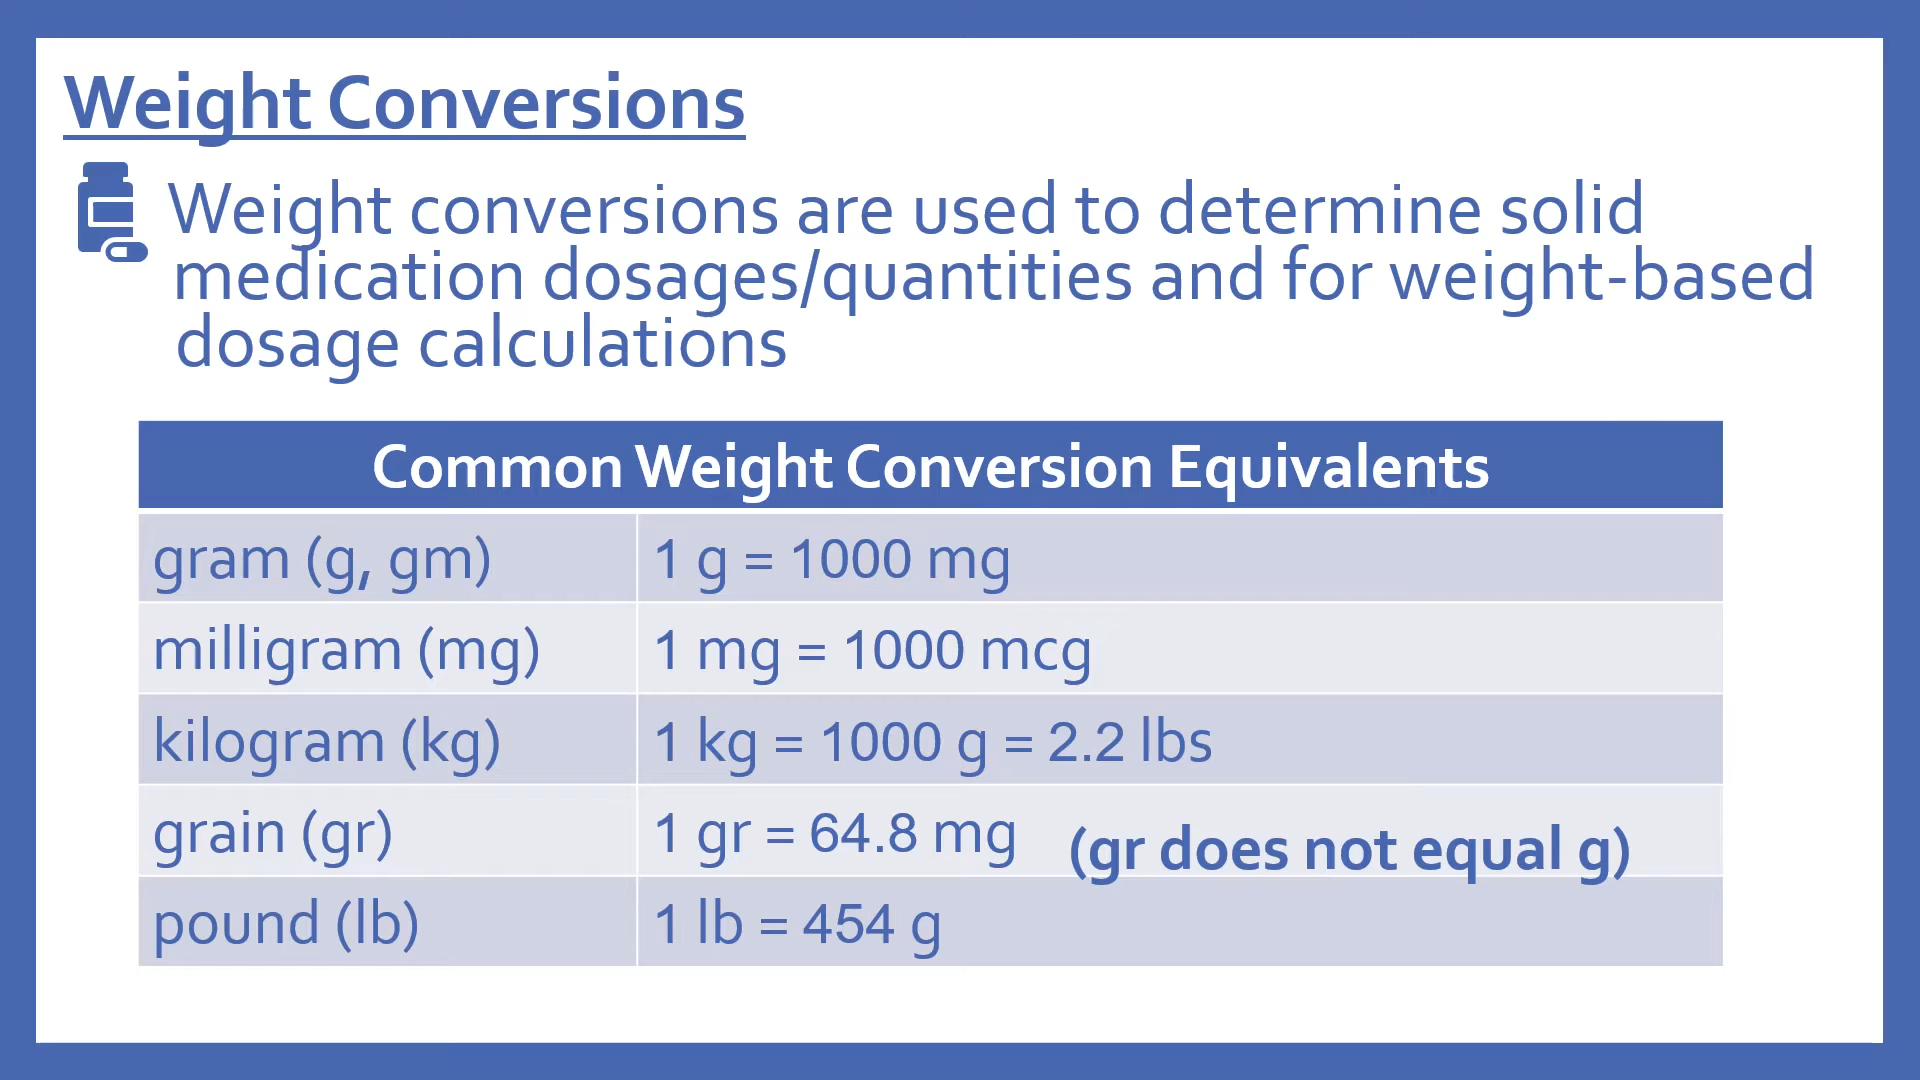 Weight Conversions
Weight conversions are used to determine solid
medication dosages/quantities and for weight-based
dosage calculations
Common Weight Conversion Equivalents
gram (g, gm) 1 g = 1000 mg
milligram (mg) 1 mg = 1000 mcg
kilogram (kg) 1 kg = 1000 g = 2.2 lbs
grain (gr) 1 gr = 64.8 mg (gr does not equal g)
pound (lb) 1 lb = 454 g